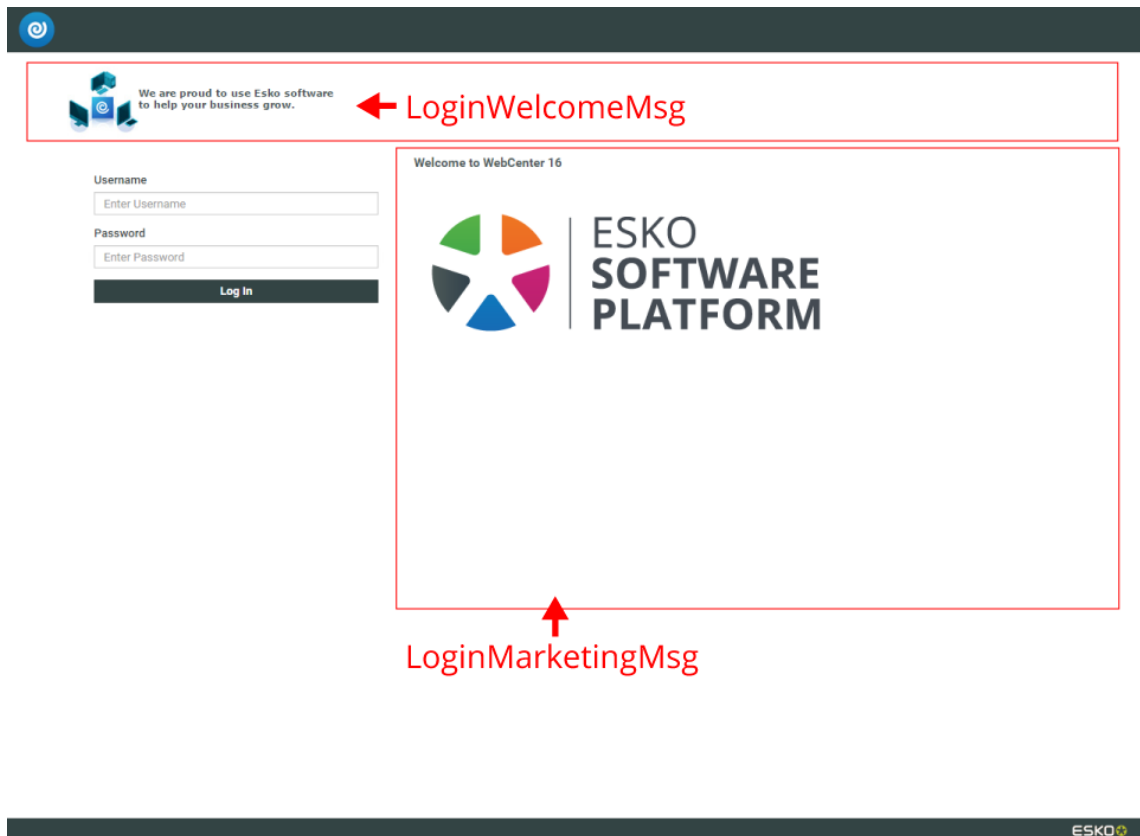 We are proud to use Esko software
to help your business grow.
LoginWelcomeMsg
Welcome to WebCenter 16
Username
Enter Username
Password
Enter Password
Log In
ESKO
SOFTWARE
PLATFORM
LoginMarketingMsg
ESKO